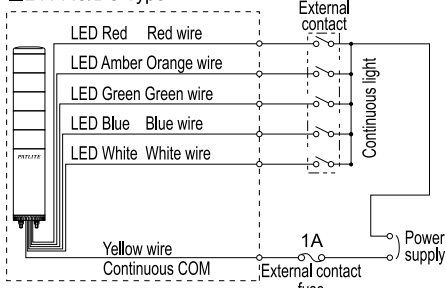 External
contact
LED Red Red wire
LED Amber Orange wire
LED Green Green wire
LED Blue Blue wire
LED White White wire
Continuous light
PATLITE
Yellow wire
Continuous COM
1A
External contact
fuse
Power
supply